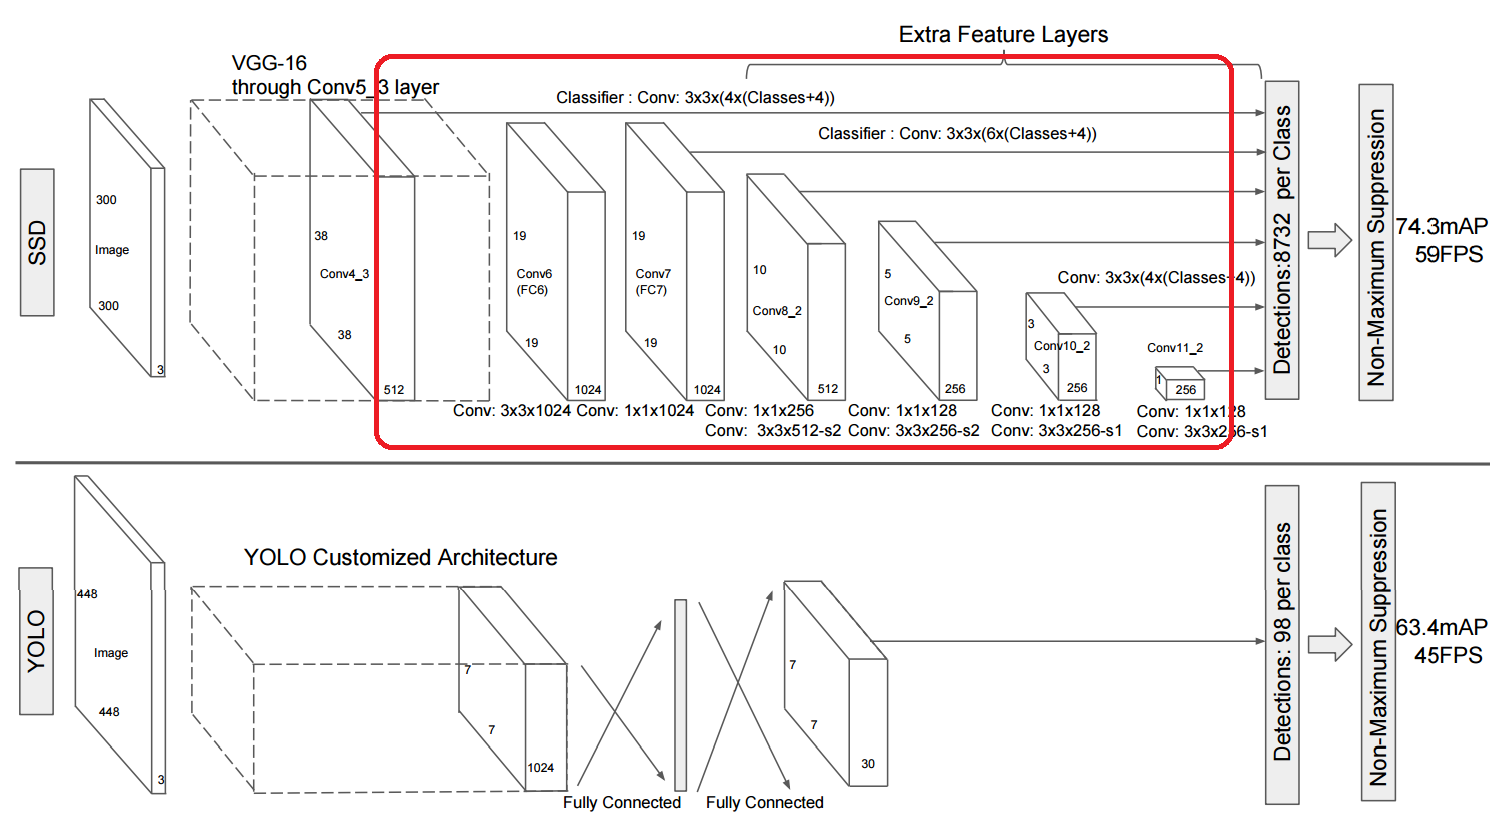 Extra Feature Layers
VGG-16
through Conv5_3 layer
Classifier : Conv: 3x3x(4x(Classes+4))
Classifier : Conv: 3x3x(6x(Classes+4))
SSD
300
Image
300
3
38
Conv4_3
38
512
19
Conv6
(FC6)
19
1024
19
Conv7
(FC7)
19
1024
10
Conv8_2
10
512
5
Conv9_2
5
256
Conv: 3x3x(4x(Classes+4))
3
Conv10_2
3
256
Conv11_2
1
256
Conv: 3x3x1024
Conv: 1x1x1024
Conv: 1x1x256
Conv: 3x3x512-s2
Conv: 1x1x128
Conv: 3x3x256-s2
Conv: 1x1x128
Conv: 3x3x256-s1
Conv: 1x1x128
Conv: 3x3x256-s1
Detections:8732 per Class
Non-Maximum Suppression
74.3mAP
59FPS
YOLO
448
Image
448
3
YOLO Customized Architecture
7
7
1024
Fully Connected
Fully Connected
7
7
30
Detections: 98 per class
Non-Maximum Suppression
63.4mAP
45FPS